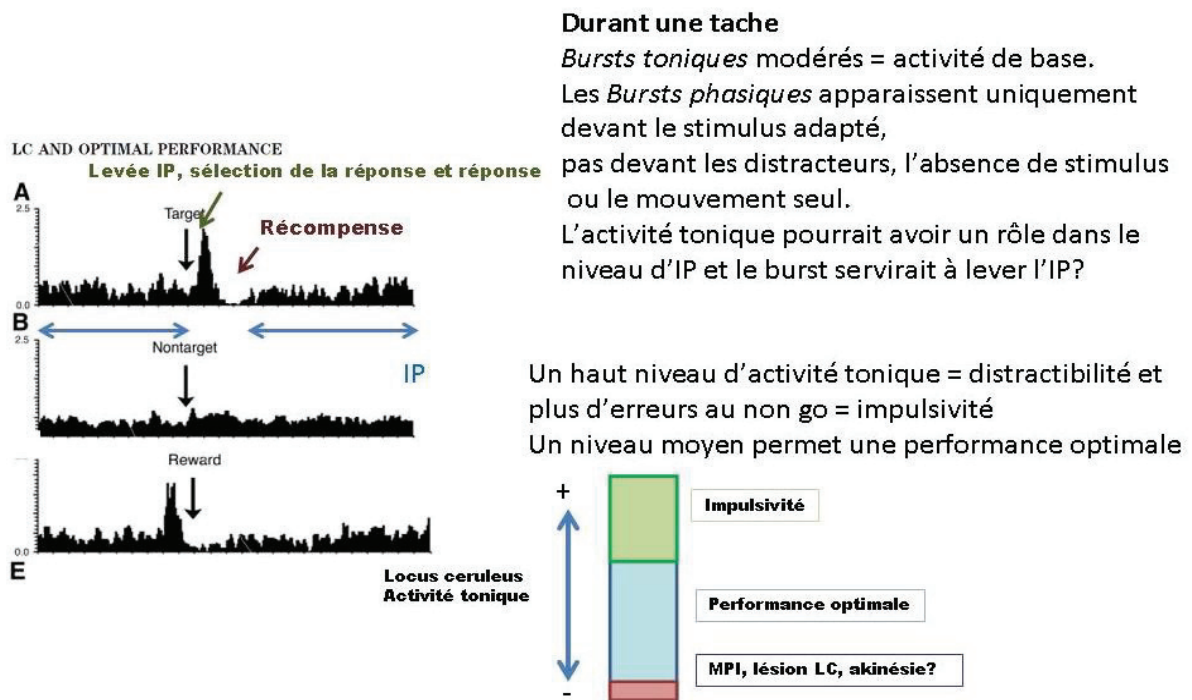 Durant une tache
Bursts toniques modérés = activité de base.
Les Bursts phasiques apparaissent uniquement
devant le stimulus adapté,
pas devant les distracteurs, l'absence de stimulus
ou le mouvement seul.
L'activité tonique pourrait avoir un rôle dans le
niveau d'IP et le burst servirait à lever l'IP?
LC AND OPTIMAL PERFORMANCE
Levée IP, sélection de la réponse et réponse
A
2.5
Target
Récompense
0.0
B
2.5
Nontarget
IP
Reward
0.0
E
Un haut niveau d'activité tonique = distractibilité et
plus d'erreurs au non go = impulsivité
Un niveau moyen permet une performance optimale
+
Impulsivité
Locus ceruleus
Activité tonique
Performance optimale
MPI, lésion LC, akinésie?
-